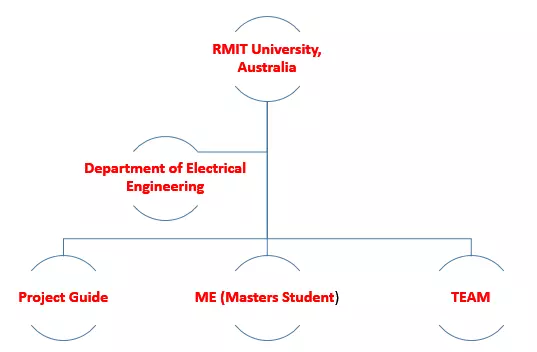 RMIT University,
Australia
Department of Electrical
Engineering
Project Guide
ME (Masters Student)
TEAM